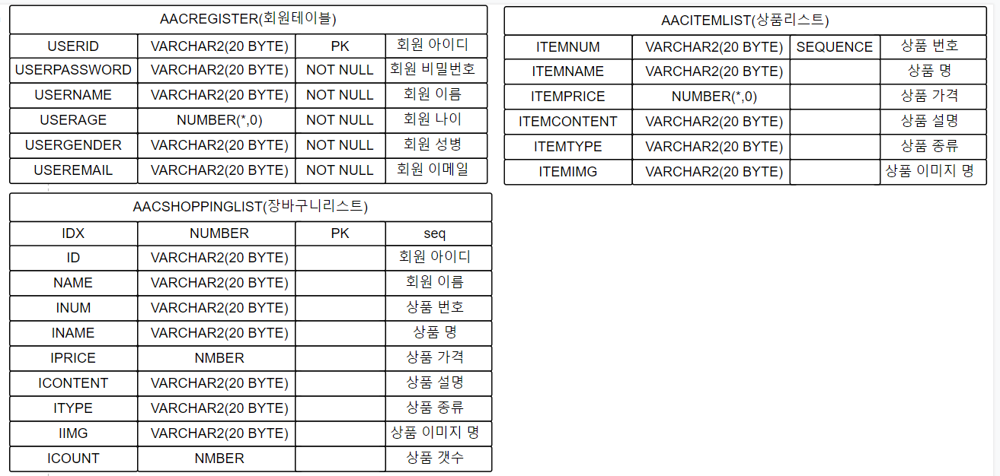 AACREGISTER(회원테이블)
USERID VARCHAR2(20 BYTE) PK 회원 아이디
USERPASSWORD VARCHAR2(20 BYTE) NOT NULL 회원 비밀번호
USERNAME VARCHAR2(20 BYTE) NOT NULL 회원 이름
USERAGE NUMBER(*,0) NOT NULL 회원 나이
USERGENDER VARCHAR2(20 BYTE) NOT NULL 회원 성병
USEREMAIL VARCHAR2(20 BYTE) NOT NULL 회원 이메일
AACITEMLIST(상품리스트)
ITEMNUM VARCHAR2(20 BYTE) SEQUENCE 상품 번호
ITEMNAME VARCHAR2(20 BYTE) 상품 명
ITEMPRICE NUMBER(*,0) 상품 가격
ITEMCONTENT VARCHAR2(20 BYTE) 상품 설명
ITEMTYPE VARCHAR2(20 BYTE) 상품 종류
ITEMIMG VARCHAR2(20 BYTE) 상품 이미지 명
AACSHOPPINGLIST(장바구니리스트)
IDX NUMBER PK seq
ID VARCHAR2(20 BYTE) 회원 아이디
NAME VARCHAR2(20 BYTE) 회원 이름
INUM VARCHAR2(20 BYTE) 상품 번호
INAME VARCHAR2(20 BYTE) 상품 명
IPRICE NMBER 상품 가격
ICONTENT VARCHAR2(20 BYTE) 상품 설명
ITYPE VARCHAR2(20 BYTE) 상품 종류
IIMG VARCHAR2(20 BYTE) 상품 이미지 명
ICOUNT NMBER 상품 갯수